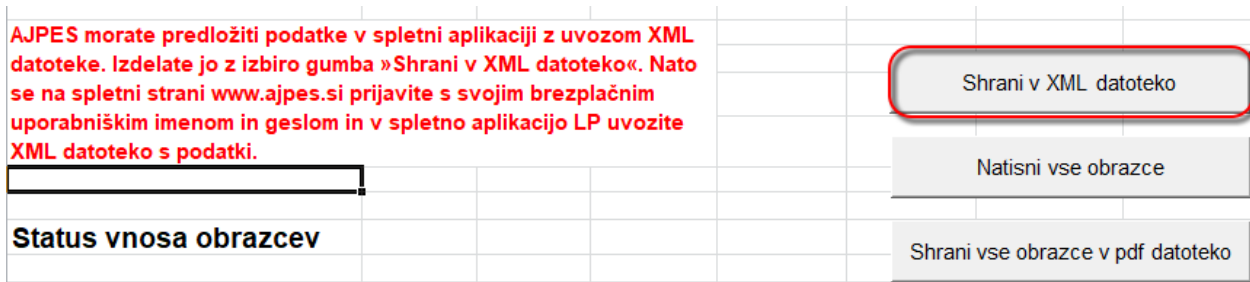 AJPES morate predložiti podatke v spletni aplikaciji z uvozom XML
datoteke. Izdelate jo z izbiro gumba »Shrani v XML datoteko«. Nato
se na spletni strani www.ajpes.si prijavite s svojim brezplačnim
uporabniškim imenom in geslom in v spletno aplikacijo LP uvozite
XML datoteko s podatki.
Shrani v XML datoteko
Natisni vse obrazce
Status vnosa obrazcev
Shrani vse obrazce v pdf datoteko